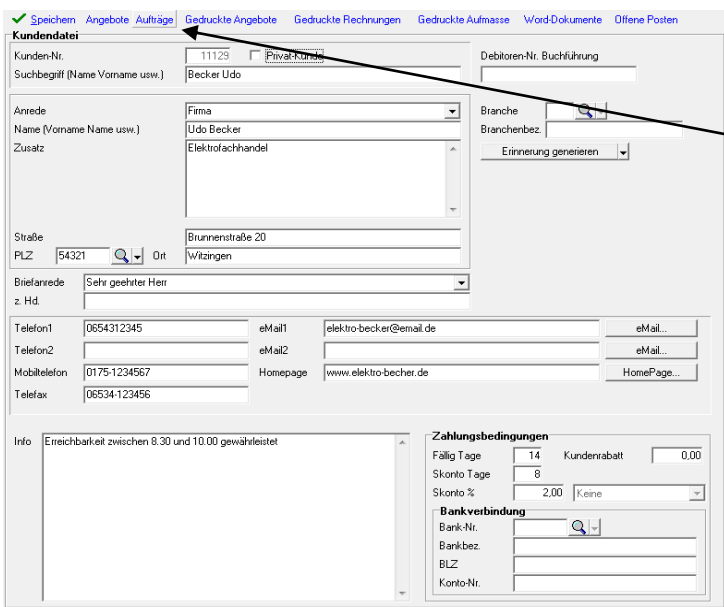 Speichern Angebote Aufträge Gedruckte Angebote Gedruckte Rechnungen Gedruckte Aufmasse Word-Dokumente Offene Posten
Kundendatei
Kunden-Nr. 11129 Privat-Kunde Debitoren-Nr. Buchführung
Suchbegriff (Name Vorname usw.) Becker Udo
Anrede Firma Branche
Name (Vorname Name usw.) Udo Becker Branchenbez.
Zusatz Elektrofachhandel Erinnerung generieren
Straße Brunnenstraße 20
PLZ 54321 Ort Witzingen
Briefanrede Sehr geehrter Herr
z. Hd.
Telefon1 0654312345 eMail1 elektro-becker@email.de eMail...
Telefon2 eMail2 eMail...
Mobiltelefon 0175-1234567 Homepage www.elektro-becher.de HomePage...
Telefax 06534-123456
Info Erreichbarkeit zwischen 8.30 und 10.00 gewährleistet
Zahlungsbedingungen
Fällig Tage 14 Kundenrabatt 0,00
Skonto Tage 8
Skonto % 2,00 Keine
Bankverbindung
Bank-Nr.
Bankbez.
BLZ
Konto-Nr.